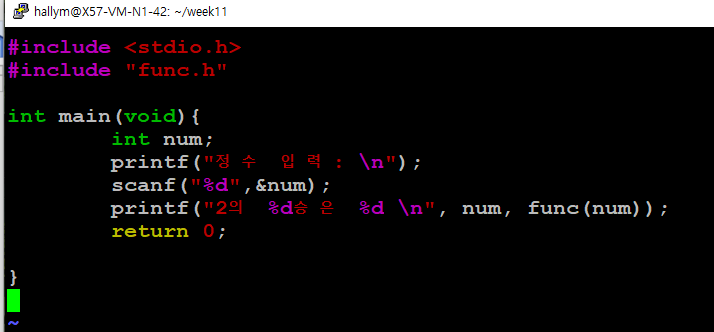 hallym@X57-VM-N1-42: ~/week11
#include <stdio.h>
#include "func.h"
int main(void){
int num;
printf("정수 입력 : \n");
scanf("%d",&num);
printf("2의 %d승은 %d \n", num, func(num));
return 0;
}
~